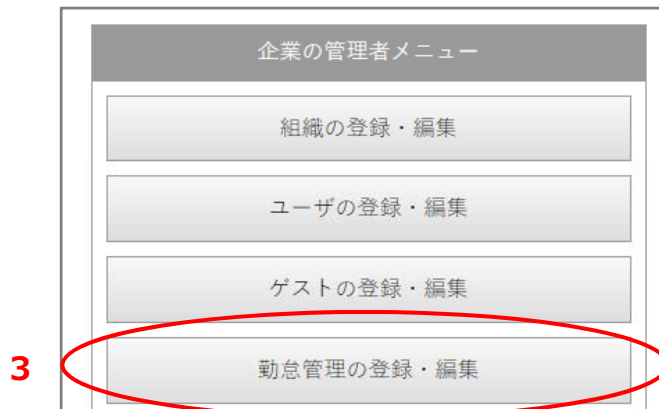 企業の管理者メニュー
組織の登録・編集
ユーザの登録・編集
ゲストの登録・編集
3
勤怠管理の登録・編集